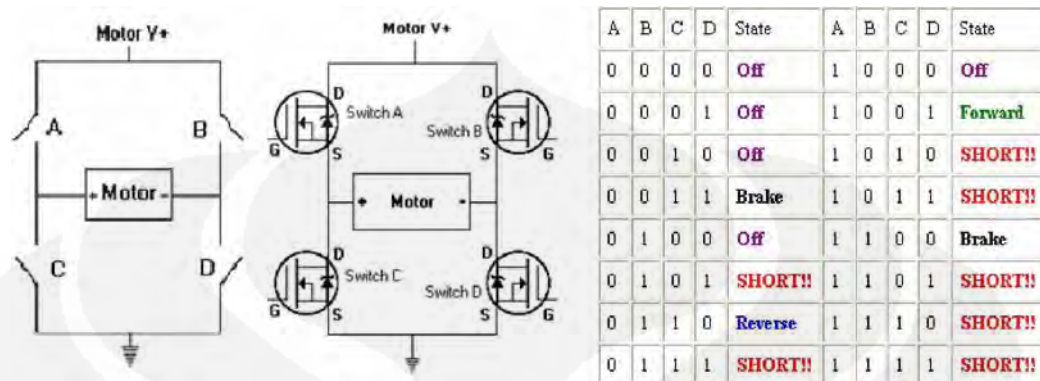 Motor V+
A
B
+ Motor -
C
D
Motor V+
D
Switch A
G
S
D
Switch B
S
G
+ Motor -
D
Switch C
G
S
D
Switch D
S
G
A B C D State A B C D State
0 0 0 0 Off 1 0 0 0 Off
0 0 0 1 Off 1 0 0 1 Forward
0 0 1 0 Off 1 0 1 0 SHORT!!
0 0 1 1 Brake 1 0 1 1 SHORT!!
0 1 0 0 Off 1 1 0 0 Brake
0 1 0 1 SHORT!! 1 1 0 1 SHORT!!
0 1 1 0 Reverse 1 1 1 0 SHORT!!
0 1 1 1 SHORT!! 1 1 1 1 SHORT!!